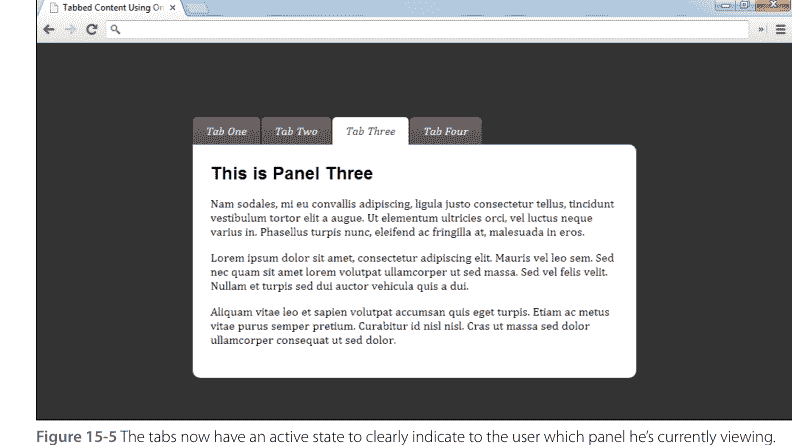 Tabbed Content Using On
Tab One Tab Two Tab Three Tab Four
This is Panel Three
Nam sodales, mi eu convallis adipiscing, ligula justo consectetur tellus, tincidunt
vestibulum tortor elit a augue. Ut elementum ultricies orci, vel luctus neque
varius in. Phasellus turpis nunc, eleifend ac fringilla at, malesuada in eros.
Lorem ipsum dolor sit amet, consectetur adipiscing elit. Mauris vel leo sem. Sed
nec quam sit amet lorem volutpat ullamcorper ut sed massa. Sed vel felis velit.
Nullam et turpis sed dui auctor vehicula quis a dui.
Aliquam vitae leo et sapien volutpat accumsan quis eget turpis. Etiam ac metus
vitae purus semper pretium. Curabitur id nisl nisl. Cras ut massa sed dolor
ullamcorper consequat ut sed dolor.
Figure 15-5 The tabs now have an active state to clearly indicate to the user which panel he's currently viewing.